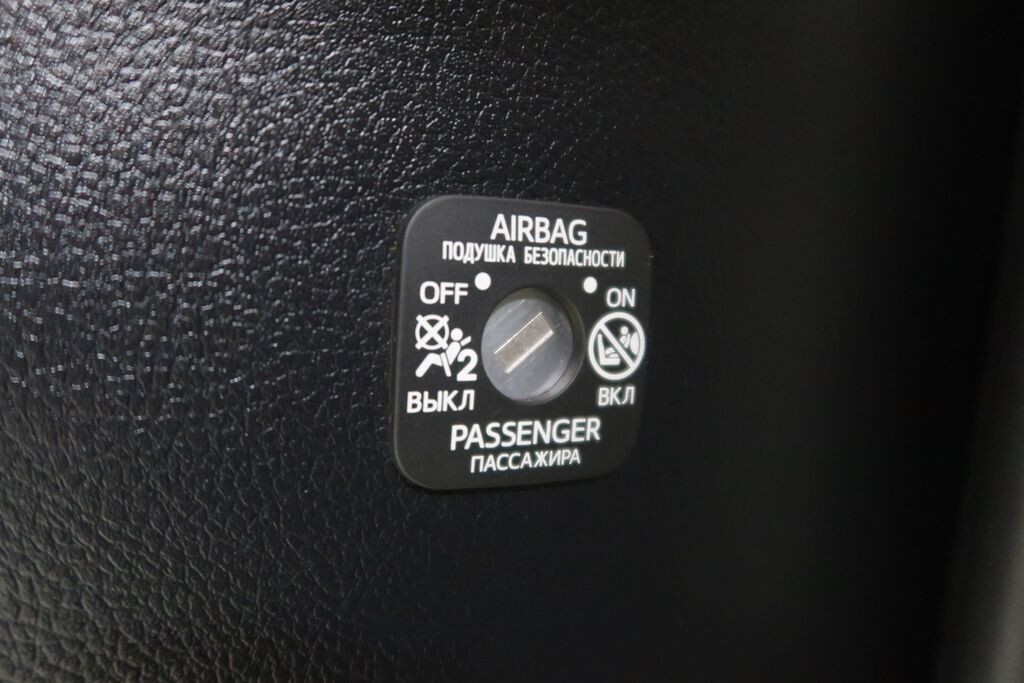 AIRBAG
ПОДУШКА БЕЗОПАСНОСТИ
OFF ON
2
ВЫКЛ ВКЛ
PASSENGER
ПАССАЖИРА